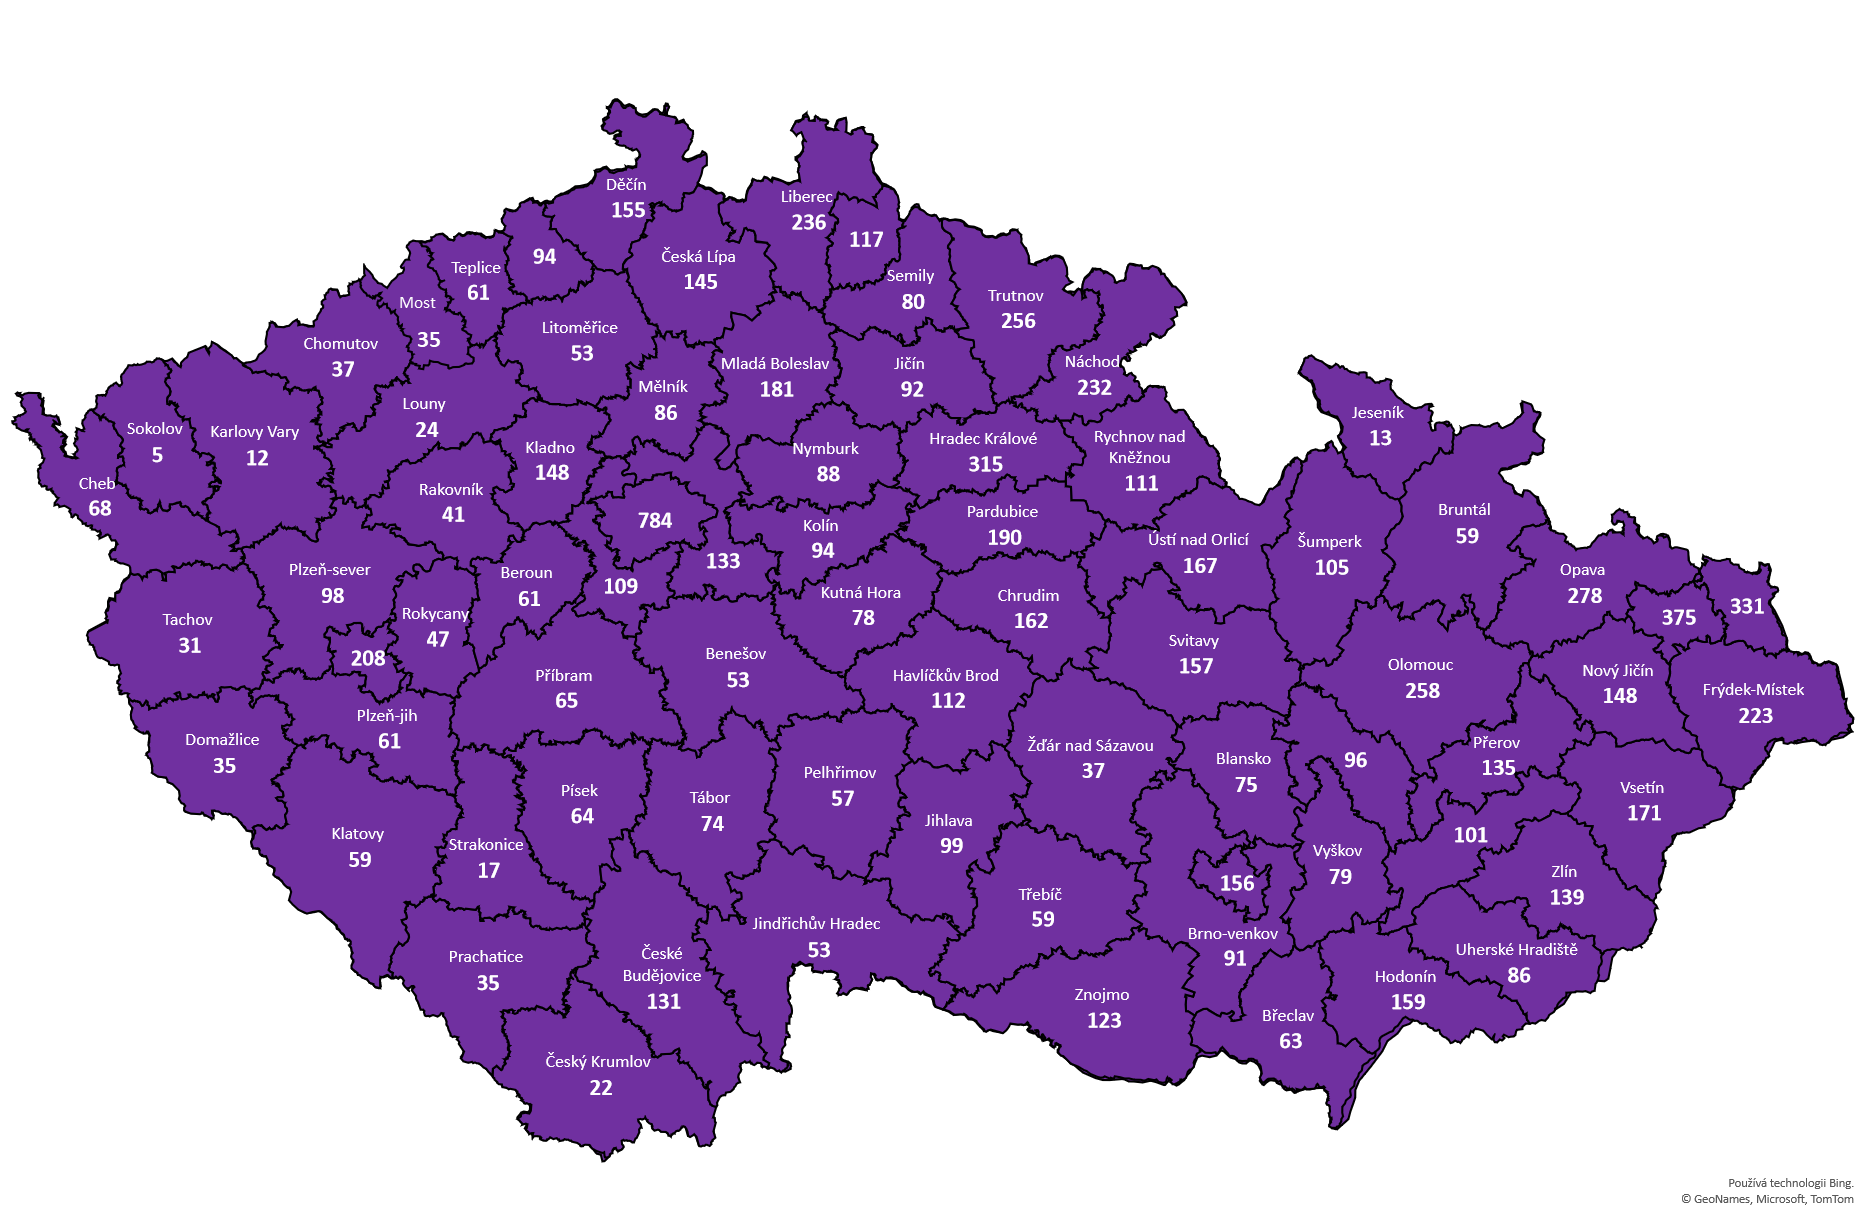 Děčín
155
Liberec
236
117
94
Teplice
61
Česká Lípa
145
Semily
80
Trutnov
256
Most
35
Litoměřice
53
Chomutov
37
Mladá Boleslav
181
Jičín
92
Náchod
232
Mělník
86
Louny
24
Jeseník
13
Sokolov
5
Karlovy Vary
12
Kladno
148
Nymburk
88
Hradec Králové
315
Rychnov nad
Kněžnou
111
Cheb
68
Rakovník
41
784
Kolín
94
Pardubice
190
Ústí nad Orlicí
167
Šumperk
105
Bruntál
59
Plzeň-sever
98
Beroun
61
109
133
Kutná Hora
78
Chrudim
162
Opava
278
375
331
Tachov
31
Rokycany
47
208
Příbram
65
Benešov
53
Havlíčkův Brod
112
Svitavy
157
Olomouc
258
Nový Jičín
148
Frýdek-Místek
223
Domažlice
35
Plzeň-jih
61
Písek
64
Tábor
74
Pelhřimov
57
Žďár nad Sázavou
37
Blansko
75
96
Přerov
135
Vsetín
171
Klatovy
59
Strakonice
17
Jihlava
99
Vyškov
79
101
156
Třebíč
59
Zlín
139
Jindřichův Hradec
53
Prachatice
35
České
Budějovice
131
Brno-venkov
91
Uherské Hradiště
86
Hodonín
159
Znojmo
123
Břeclav
63
Český Krumlov
22
Používá technologii Bing.
© GeoNames, Microsoft, TomTom